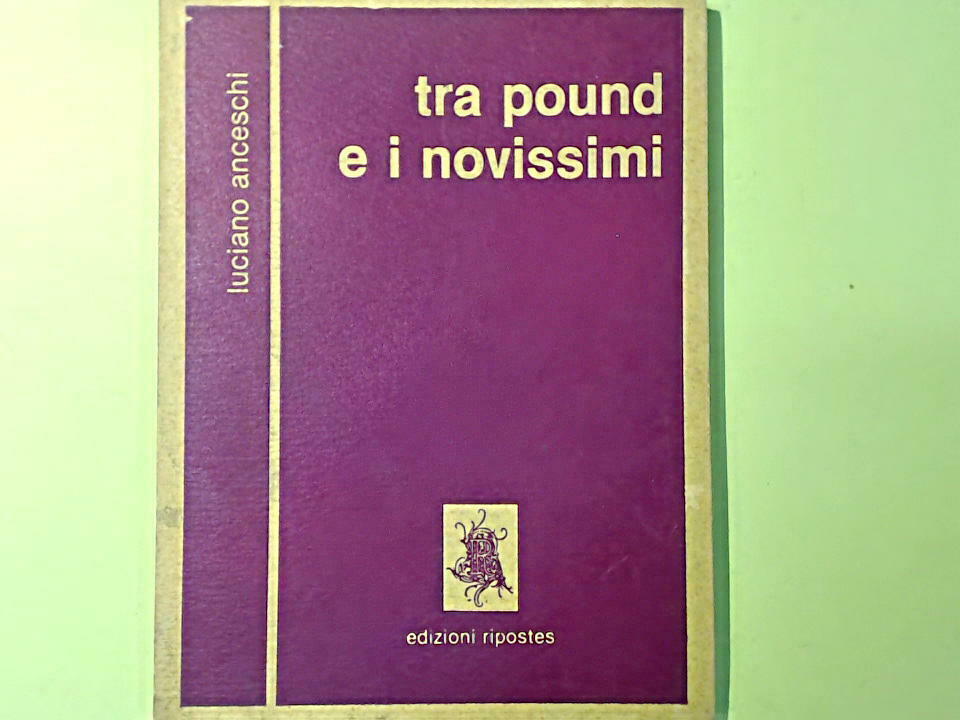 luciano anceschi
tra pound
e i novissimi
edizioni ripostes